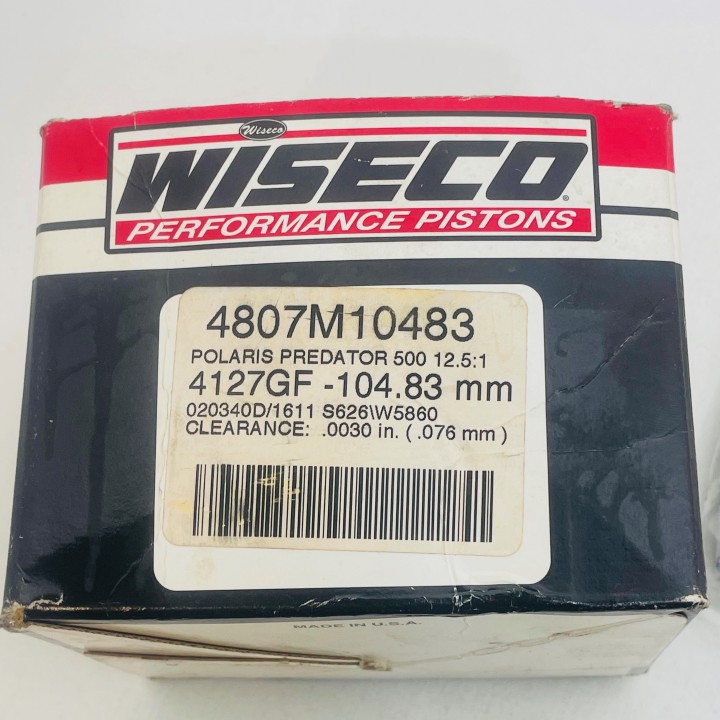 Wiseco
WISECO®
PERFORMANCE PISTONS
4807M10483
POLARIS PREDATOR 500 12.5:1
4127GF -104.83 mm
020340D/1611 S626\W5860
CLEARANCE: .0030 in. ( .076 mm )
MADE IN U.S.A.